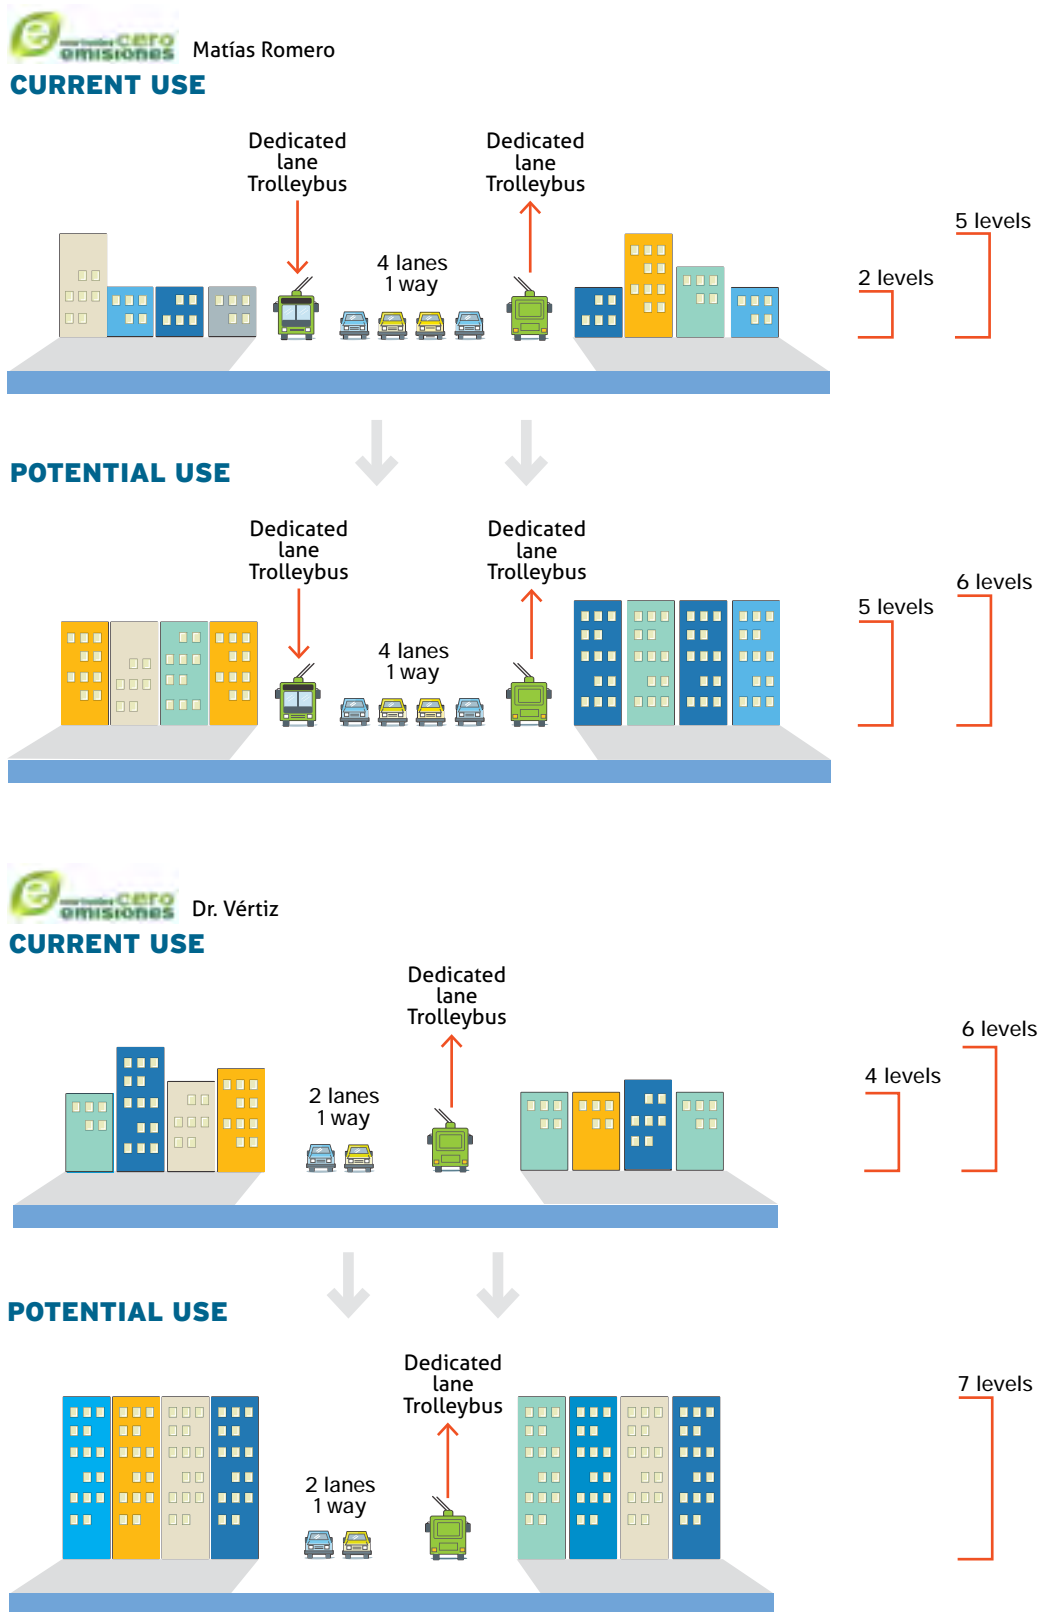 cero
emisiones
Matías Romero
CURRENT USE
Dedicated
lane
Trolleybus
Dedicated
lane
Trolleybus
4 lanes
1 way
5 levels
2 levels
POTENTIAL USE
Dedicated
lane
Trolleybus
Dedicated
lane
Trolleybus
4 lanes
1 way
6 levels
5 levels
cero
emisiones
Dr. Vértiz
CURRENT USE
Dedicated
lane
Trolleybus
2 lanes
1 way
6 levels
4 levels
POTENTIAL USE
Dedicated
lane
Trolleybus
2 lanes
1 way
7 levels